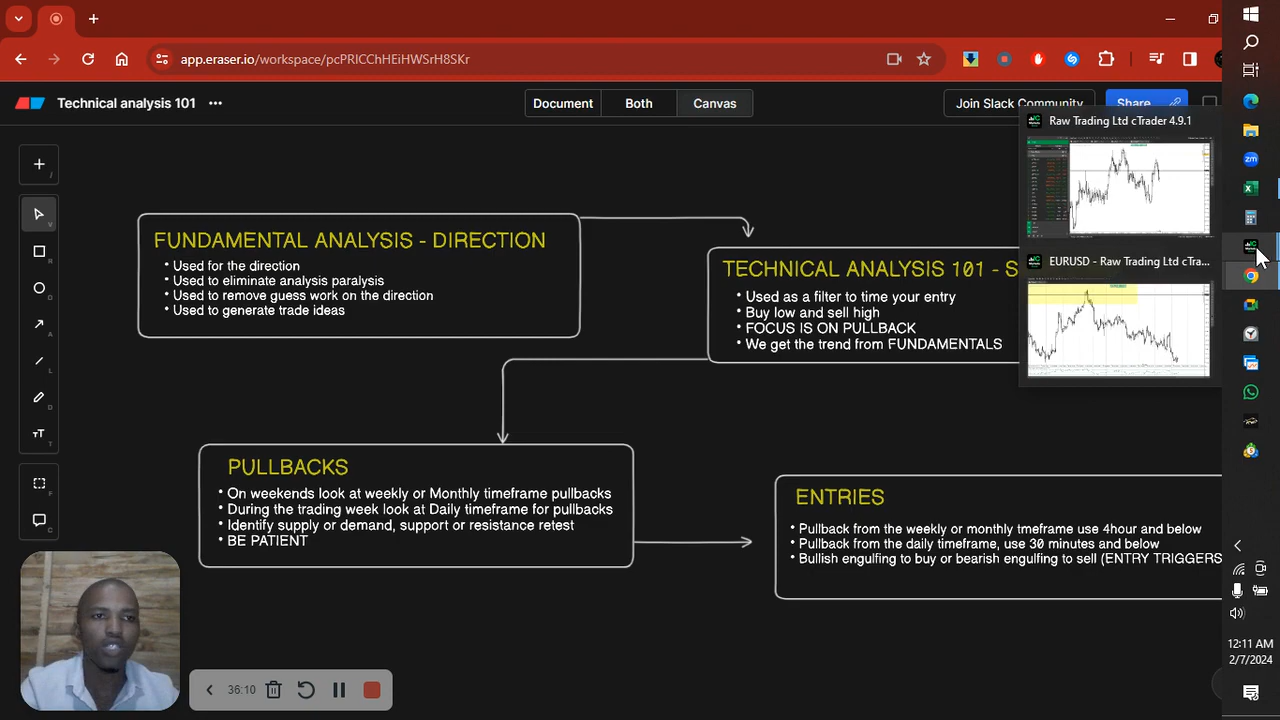 app.eraser.io/workspace/pcPRICChHEiHWSrH8SKr
Technical analysis 101
Document
Both
Canvas
Join Slack Community
Share
Raw Trading Ltd cTrader 4.9.1
EURUSD - Raw Trading Ltd cTra...
FUNDAMENTAL ANALYSIS - DIRECTION
• Used for the direction
• Used to eliminate analysis paralysis
• Used to remove guess work on the direction
• Used to generate trade ideas
TECHNICAL ANALYSIS 101 - S
• Used as a filter to time your entry
• Buy low and sell high
• FOCUS IS ON PULLBACK
• We get the trend from FUNDAMENTALS
PULLBACKS
• On weekends look at weekly or Monthly timeframe pullbacks
• During the trading week look at Daily timeframe for pullbacks
• Identify supply or demand, support or resistance retest
• BE PATIENT
ENTRIES
• Pullback from the weekly or monthly tmeframe use 4hour and below
• Pullback from the daily timeframe, use 30 minutes and below
• Bullish engulfing to buy or bearish engulfing to sell (ENTRY TRIGGERS
36:10
12:11 AM
2/7/2024